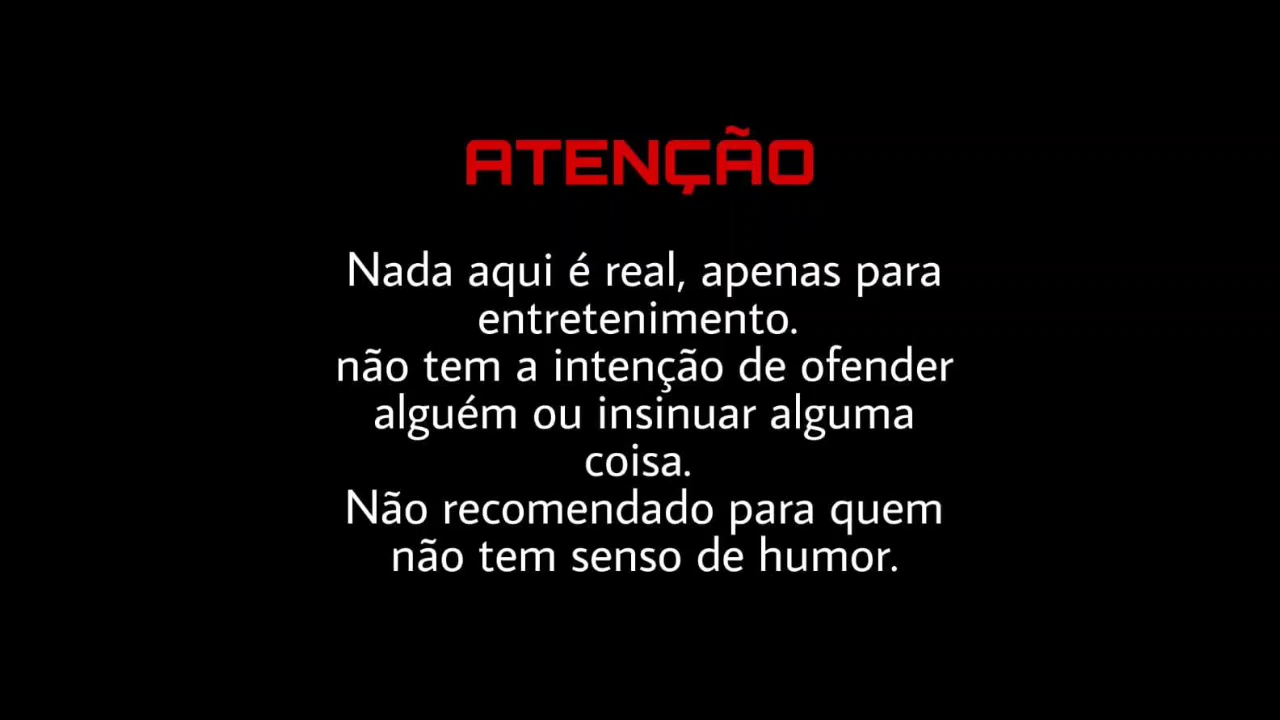 ATENÇÃO
Nada aqui é real, apenas para
entretenimento.
não tem a intenção de ofender
alguém ou insinuar alguma
coisa.
Não recomendado para quem
não tem senso de humor.